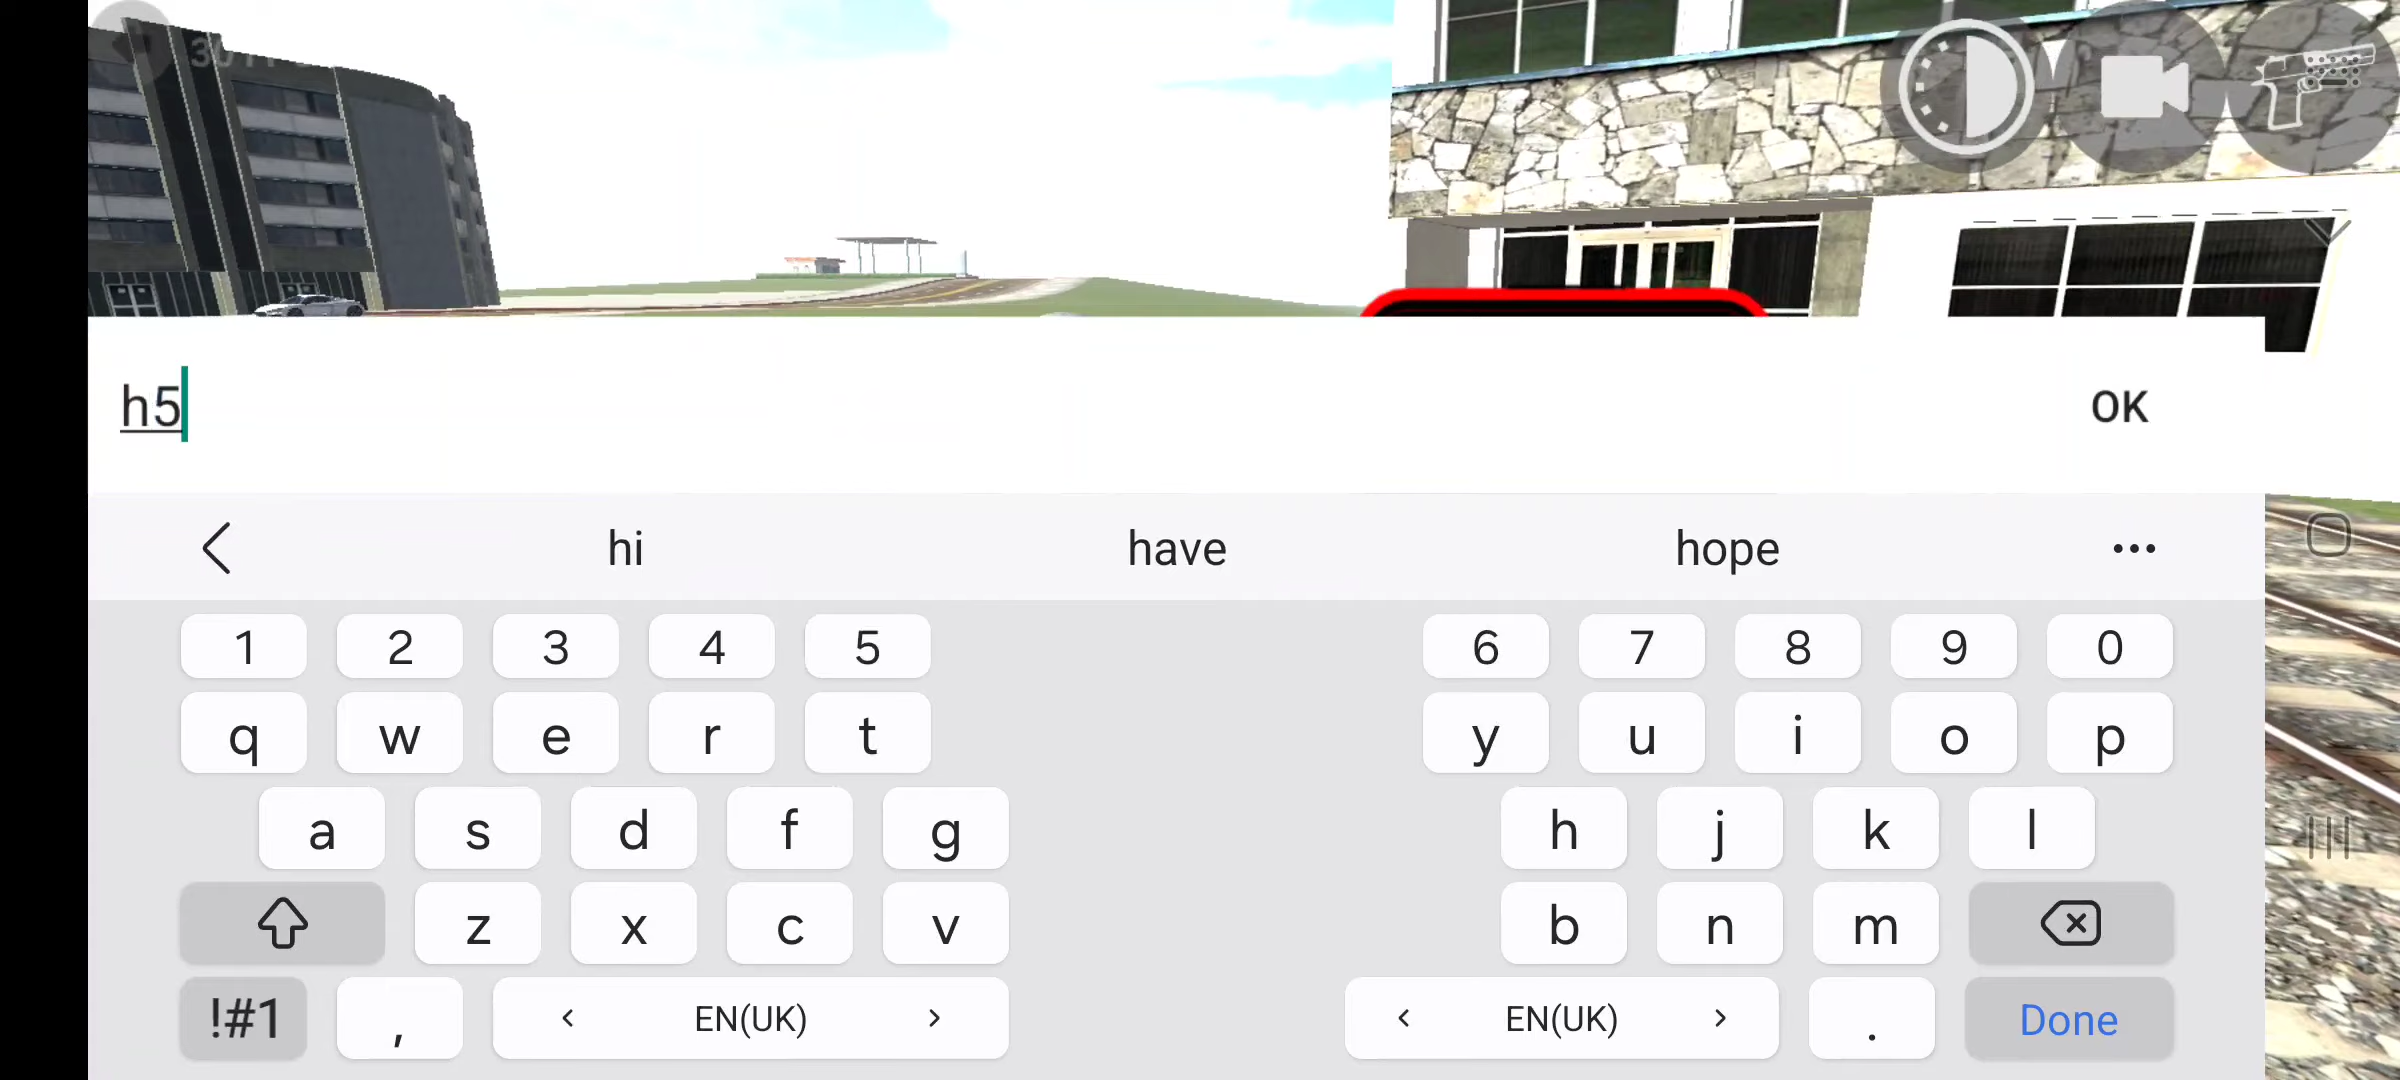 h5
OK
hi have hope ...
1 2 3 4 5 6 7 8 9 0
q w e r t y u i o p
a s d f g h j k l
z x c v b n m
!#1 , < EN(UK) > < EN(UK) > . Done